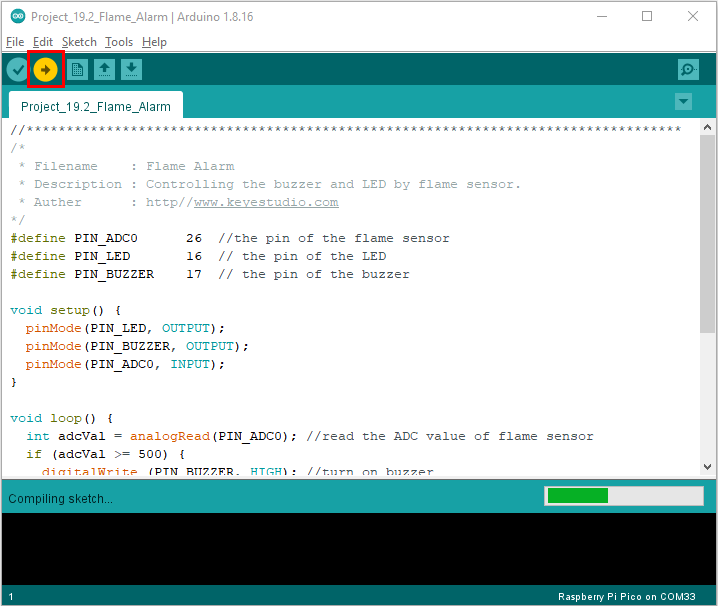 Project_19.2_Flame_Alarm | Arduino 1.8.16
File Edit Sketch Tools Help
Project_19.2_Flame_Alarm
//**********************************************************************************
/*
 * Filename    : Flame Alarm
 * Description : Controlling the buzzer and LED by flame sensor.
 * Auther      : http//www.keyestudio.com
*/
#define PIN_ADC0      26  //the pin of the flame sensor
#define PIN_LED       16  // the pin of the LED
#define PIN_BUZZER    17  // the pin of the buzzer
void setup() {
  pinMode(PIN_LED, OUTPUT);
  pinMode(PIN_BUZZER, OUTPUT);
  pinMode(PIN_ADC0, INPUT);
}
void loop() {
  int adcVal = analogRead(PIN_ADC0); //read the ADC value of flame sensor
  if (adcVal >= 500) {
    digitalWrite (PIN_BUZZER, HIGH); //turn on buzzer
Compiling sketch...
1
Raspberry Pi Pico on COM33